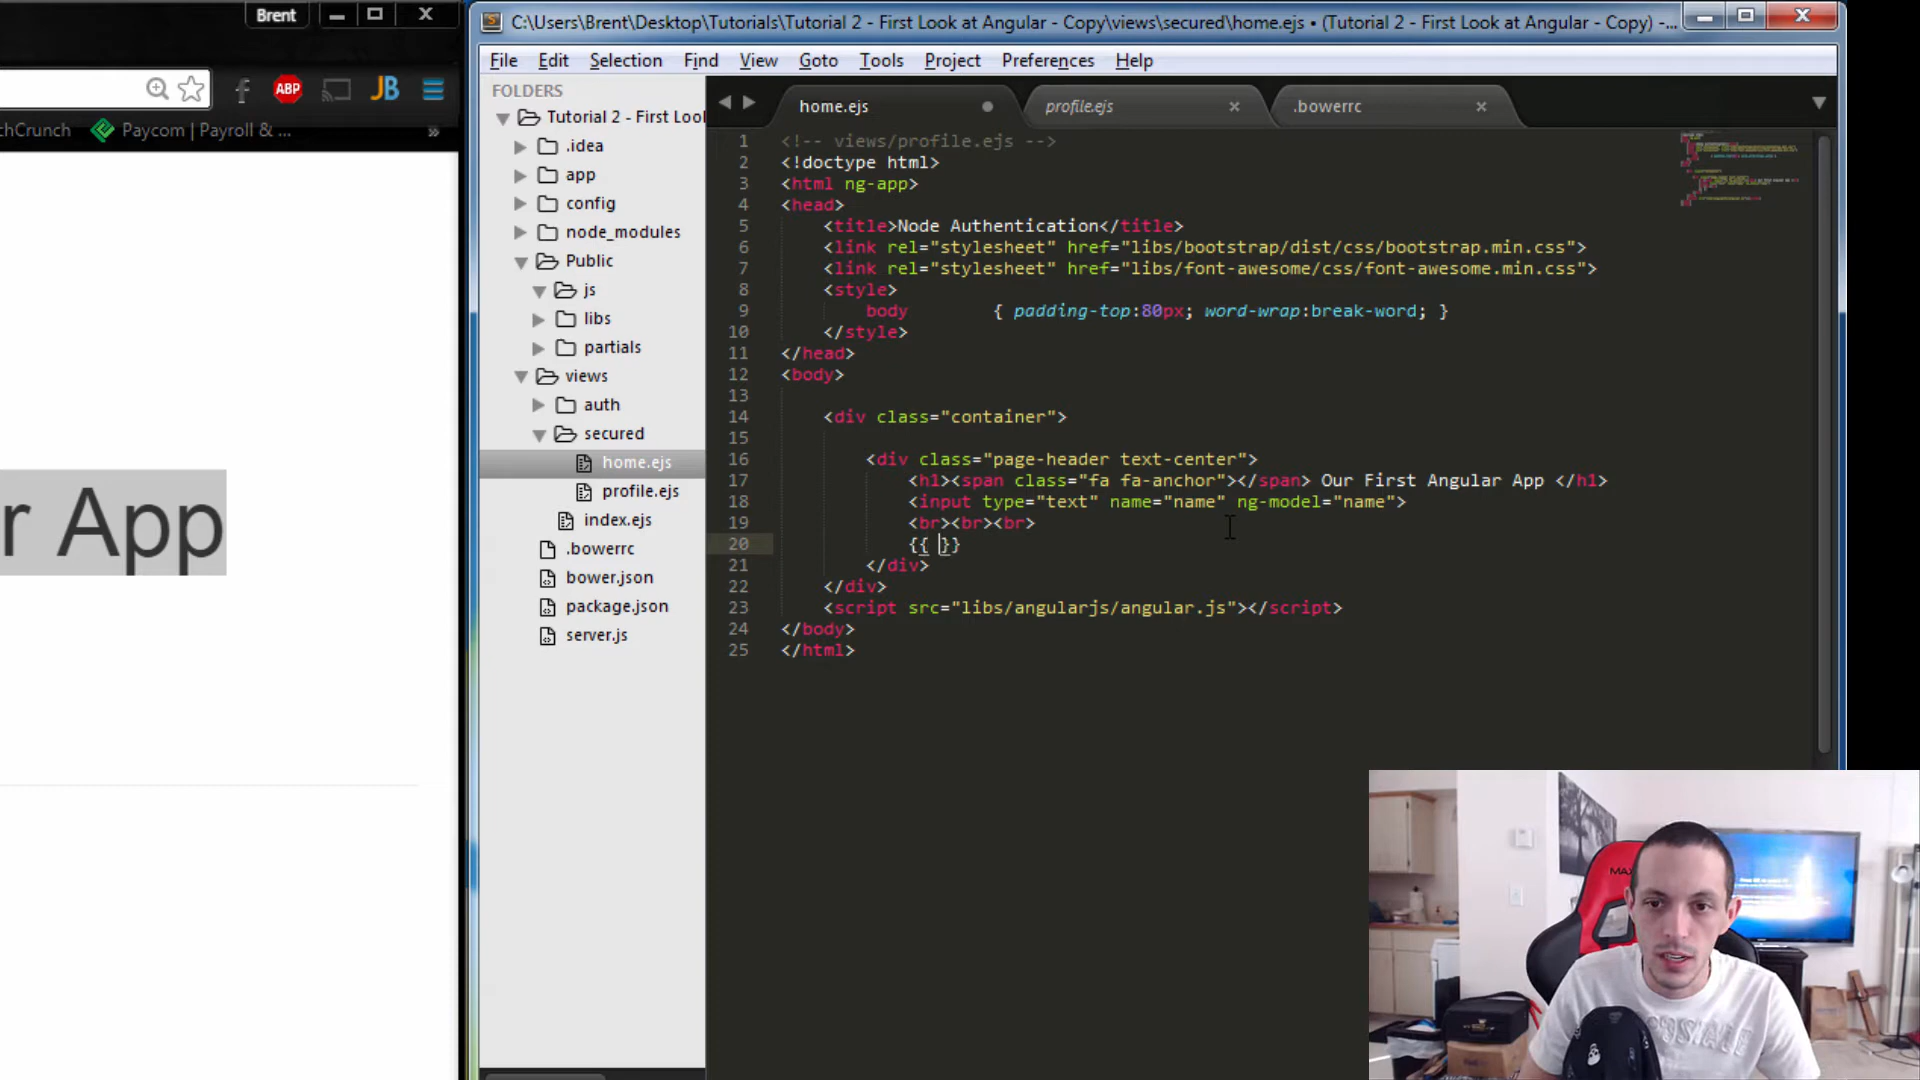 Brent
C:\Users\Brent\Desktop\Tutorials\Tutorial 2 - First Look at Angular - Copy\views\secured\home.ejs • (Tutorial 2 - First Look at Angular - Copy) -...
File Edit Selection Find View Goto Tools Project Preferences Help
f ABP JB
chCrunch Paycom | Payroll & ... »
r App
FOLDERS
Tutorial 2 - First Lool
.idea
app
config
node_modules
Public
js
libs
partials
views
auth
secured
home.ejs
profile.ejs
index.ejs
.bowerrc
bower.json
package.json
server.js
home.ejs profile.ejs .bowerrc
1 <!-- views/profile.ejs -->
2 <!doctype html>
3 <html ng-app>
4 <head>
5 <title>Node Authentication</title>
6 <link rel="stylesheet" href="libs/bootstrap/dist/css/bootstrap.min.css">
7 <link rel="stylesheet" href="libs/font-awesome/css/font-awesome.min.css">
8 <style>
9 body { padding-top:80px; word-wrap:break-word; }
10 </style>
11 </head>
12 <body>
13
14 <div class="container">
15
16 <div class="page-header text-center">
17 <h1><span class="fa fa-anchor"></span> Our First Angular App </h1>
18 <input type="text" name="name" ng-model="name">
19 <br><br><br>
20 {{ }}
21 </div>
22 </div>
23 <script src="libs/angularjs/angular.js"></script>
24 </body>
25 </html>